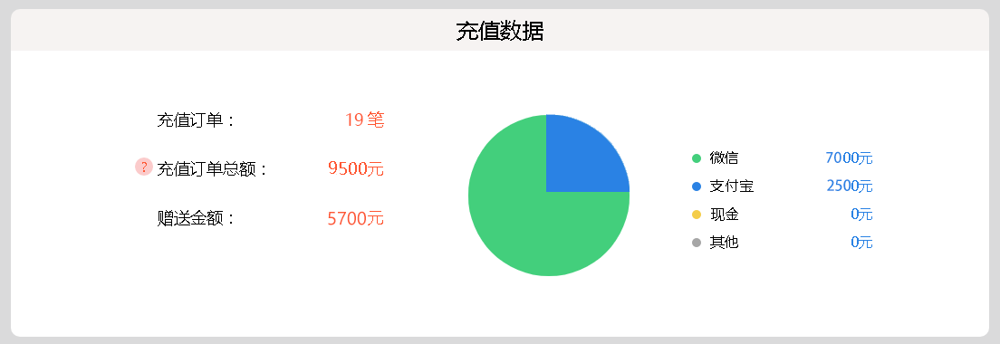 充值数据
充值订单： 19 笔
? 充值订单总额： 9500元
赠送金额： 5700元
微信 7000元
支付宝 2500元
现金 0元
其他 0元